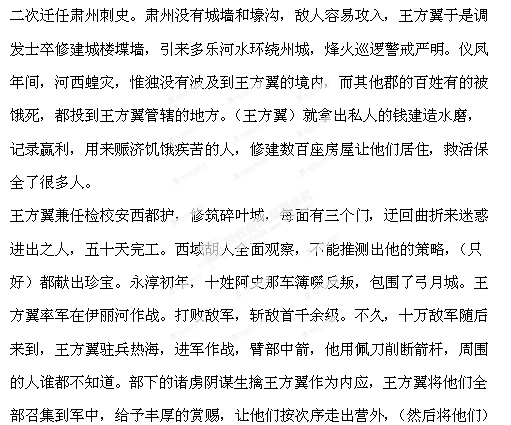 二次迁任肃州刺史。肃州没有城墙和壕沟，敌人容易攻入，王方翼于是调
发士卒修建城楼堞墙，引来多乐河水环绕州城，烽火巡逻警戒严明。仪凤
年间，河西蝗灾，惟独没有波及到王方翼的境内，而其他郡的百姓有的被
饿死，都投到王方翼管辖的地方。（王方翼）就拿出私人的钱建造水磨，
记录赢利，用来赈济饥饿疾苦的人，修建数百座房屋让他们居住，救活保
全了很多人。
王方翼兼任检校安西都护，修筑碎叶城，每面有三个门，迂回曲折来迷惑
进出之人，五十天完工。西域胡人全面观察，不能推测出他的策略，（只
好）都献出珍宝。永淳初年，十姓阿史那车簿啜反叛，包围了弓月城。王
方翼率军在伊丽河作战。打败敌军，斩敌首千余级。不久，十万敌军随后
来到，王方翼驻兵热海，进军作战，臂部中箭，他用佩刀削断箭杆，周围
的人谁都不知道。部下的诸虏阴谋生擒王方翼作为内应，王方翼将他们全
部召集到军中，给予丰厚的赏赐，让他们按次序走出营外，（然后将他们）